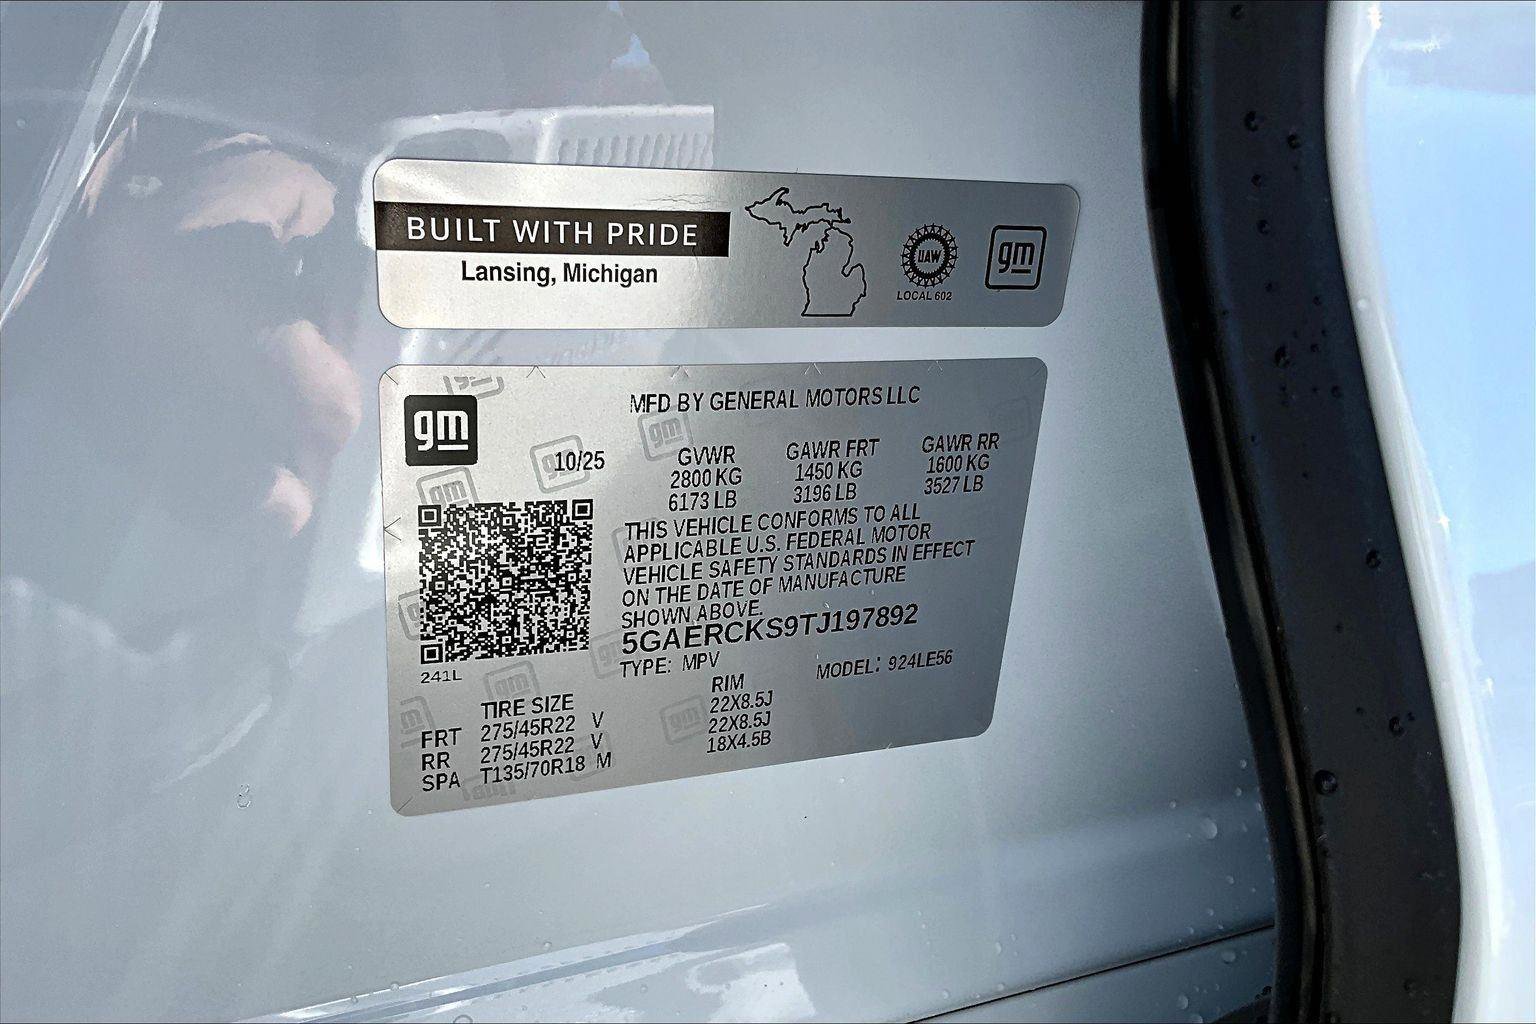 BUILT WITH PRIDE
Lansing, Michigan
UAW
LOCAL 602
gm
gm
MFD BY GENERAL MOTORS LLC
10/25
GVWR GAWR FRT GAWR RR
2800 KG 1450 KG 1600 KG
6173 LB 3196 LB 3527 LB
THIS VEHICLE CONFORMS TO ALL
APPLICABLE U.S. FEDERAL MOTOR
VEHICLE SAFETY STANDARDS IN EFFECT
ON THE DATE OF MANUFACTURE
SHOWN ABOVE.
5GAERCKS9TJ197892
TYPE: MPV MODEL: 924LE56
241L
TIRE SIZE RIM
FRT 275/45R22 V 22X8.5J
RR 275/45R22 V 22X8.5J
SPA T135/70R18 M 18X4.5B